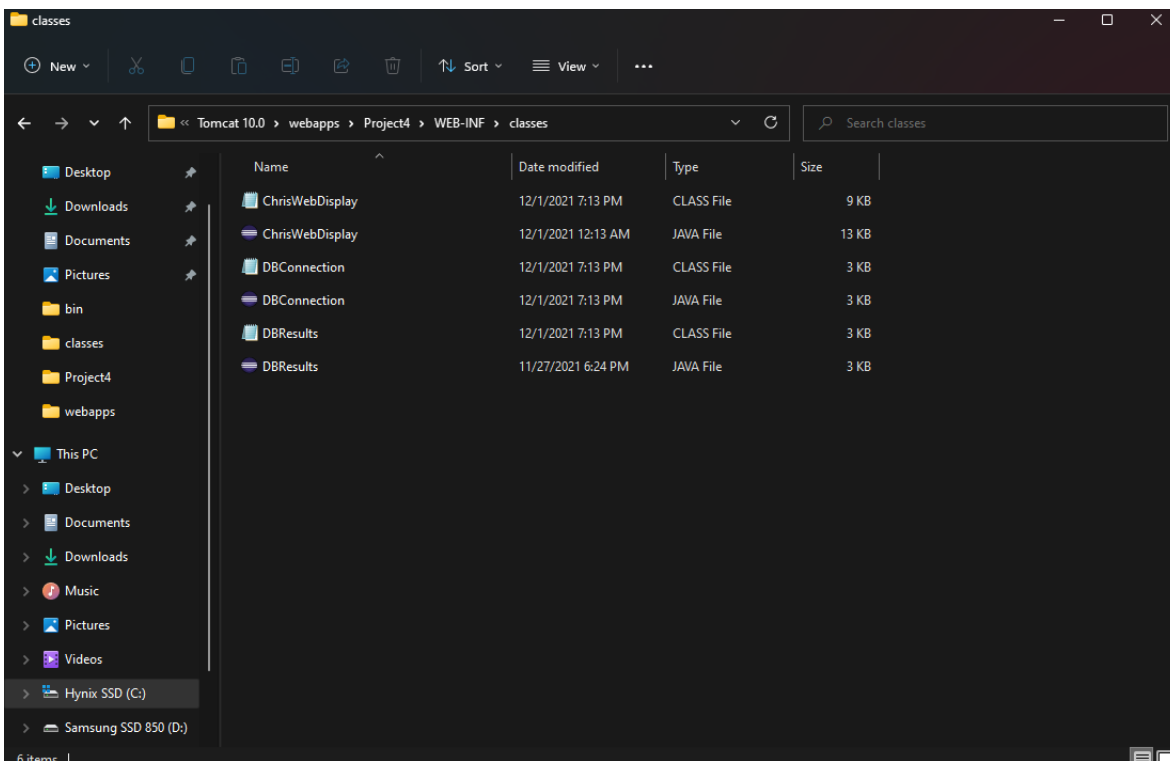 classes
New
Sort
View
« Tomcat 10.0 > webapps > Project4 > WEB-INF > classes
Search classes
Desktop
Downloads
Documents
Pictures
bin
classes
Project4
webapps
This PC
Desktop
Documents
Downloads
Music
Pictures
Videos
Hynix SSD (C:)
Samsung SSD 850 (D:)
Name Date modified Type Size
ChrisWebDisplay 12/1/2021 7:13 PM CLASS File 9 KB
ChrisWebDisplay 12/1/2021 12:13 AM JAVA File 13 KB
DBConnection 12/1/2021 7:13 PM CLASS File 3 KB
DBConnection 12/1/2021 7:13 PM JAVA File 3 KB
DBResults 12/1/2021 7:13 PM CLASS File 3 KB
DBResults 11/27/2021 6:24 PM JAVA File 3 KB
6 items